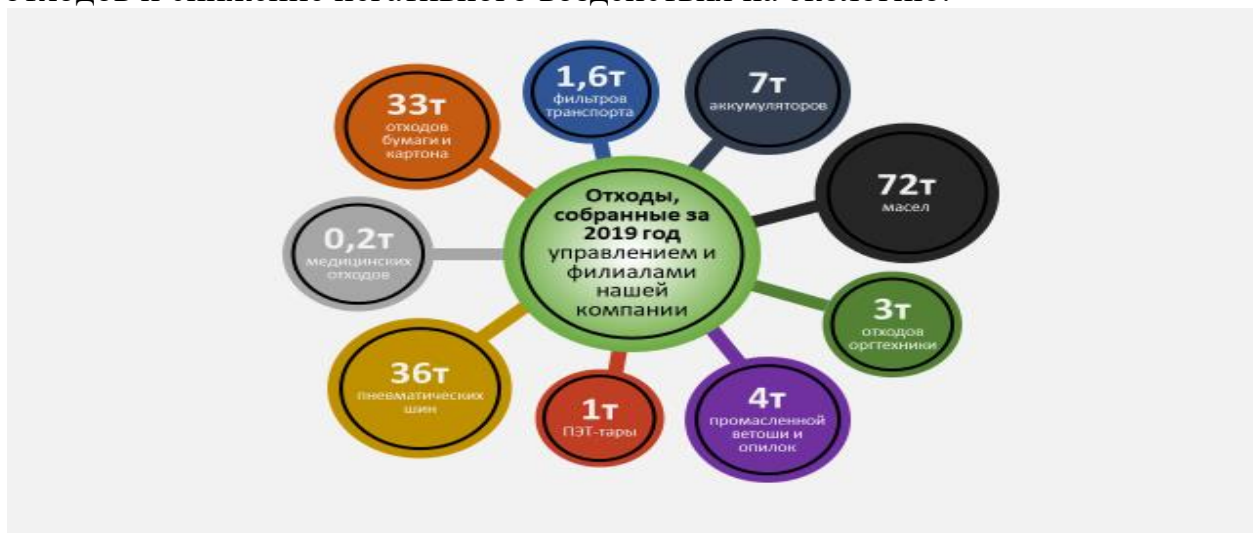 1,6т
фильтров
транспорта
7т
аккумуляторов
33т
отходов
бумаги и
картона
72т
масел
Отходы,
собранные за
2019 год
управлением и
филиалами
нашей
компании
0,2т
медицинских
отходов
3т
отходов
оргтехники
36т
пневматических
шин
1т
ПЭТ-тары
4т
промасленной
ветоши и
опилок